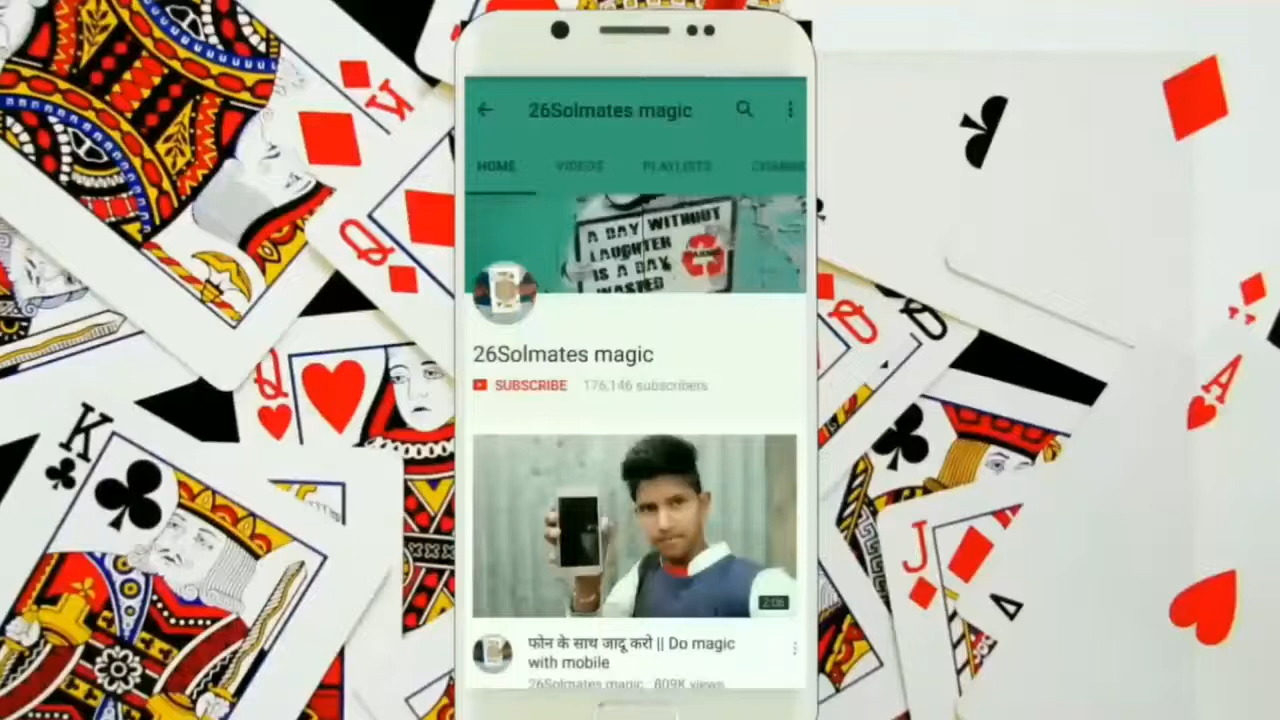 26Solmates magic
HOME VIDEOS PLAYLISTS
A DAY WITHOUT
LAUGHTER
IS A DAY
WASTED
26Solmates magic
SUBSCRIBE 176,146 subscribers
2:06
फोन के साथ जादू करो || Do magic
with mobile
26Solmates magic · 809K views
K
Q
Q
K
Q
Q
A
J
A